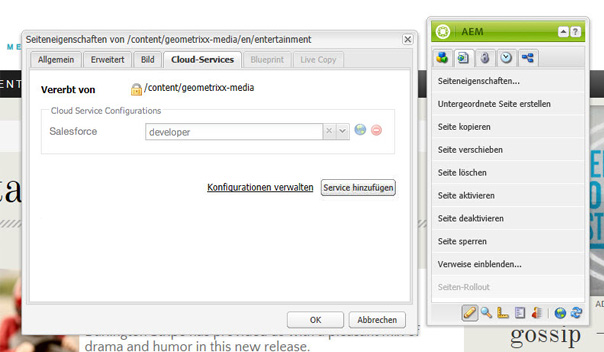 Seiteneigenschaften von /content/geometrixx-media/en/entertainment
Allgemein Erweitert Bild Cloud-Services Blueprint Live Copy
Vererbt von /content/geometrixx-media
Cloud Service Configurations
Salesforce developer
Konfigurationen verwalten Service hinzufügen
OK Abbrechen
AEM
Seiteneigenschaften...
Untergeordnete Seite erstellen
Seite kopieren
Seite verschieben
Seite löschen
Seite aktivieren
Seite deaktivieren
Seite sperren
Verweise einblenden...
Seiten-Rollout
gossip
drama and humor in this new release.